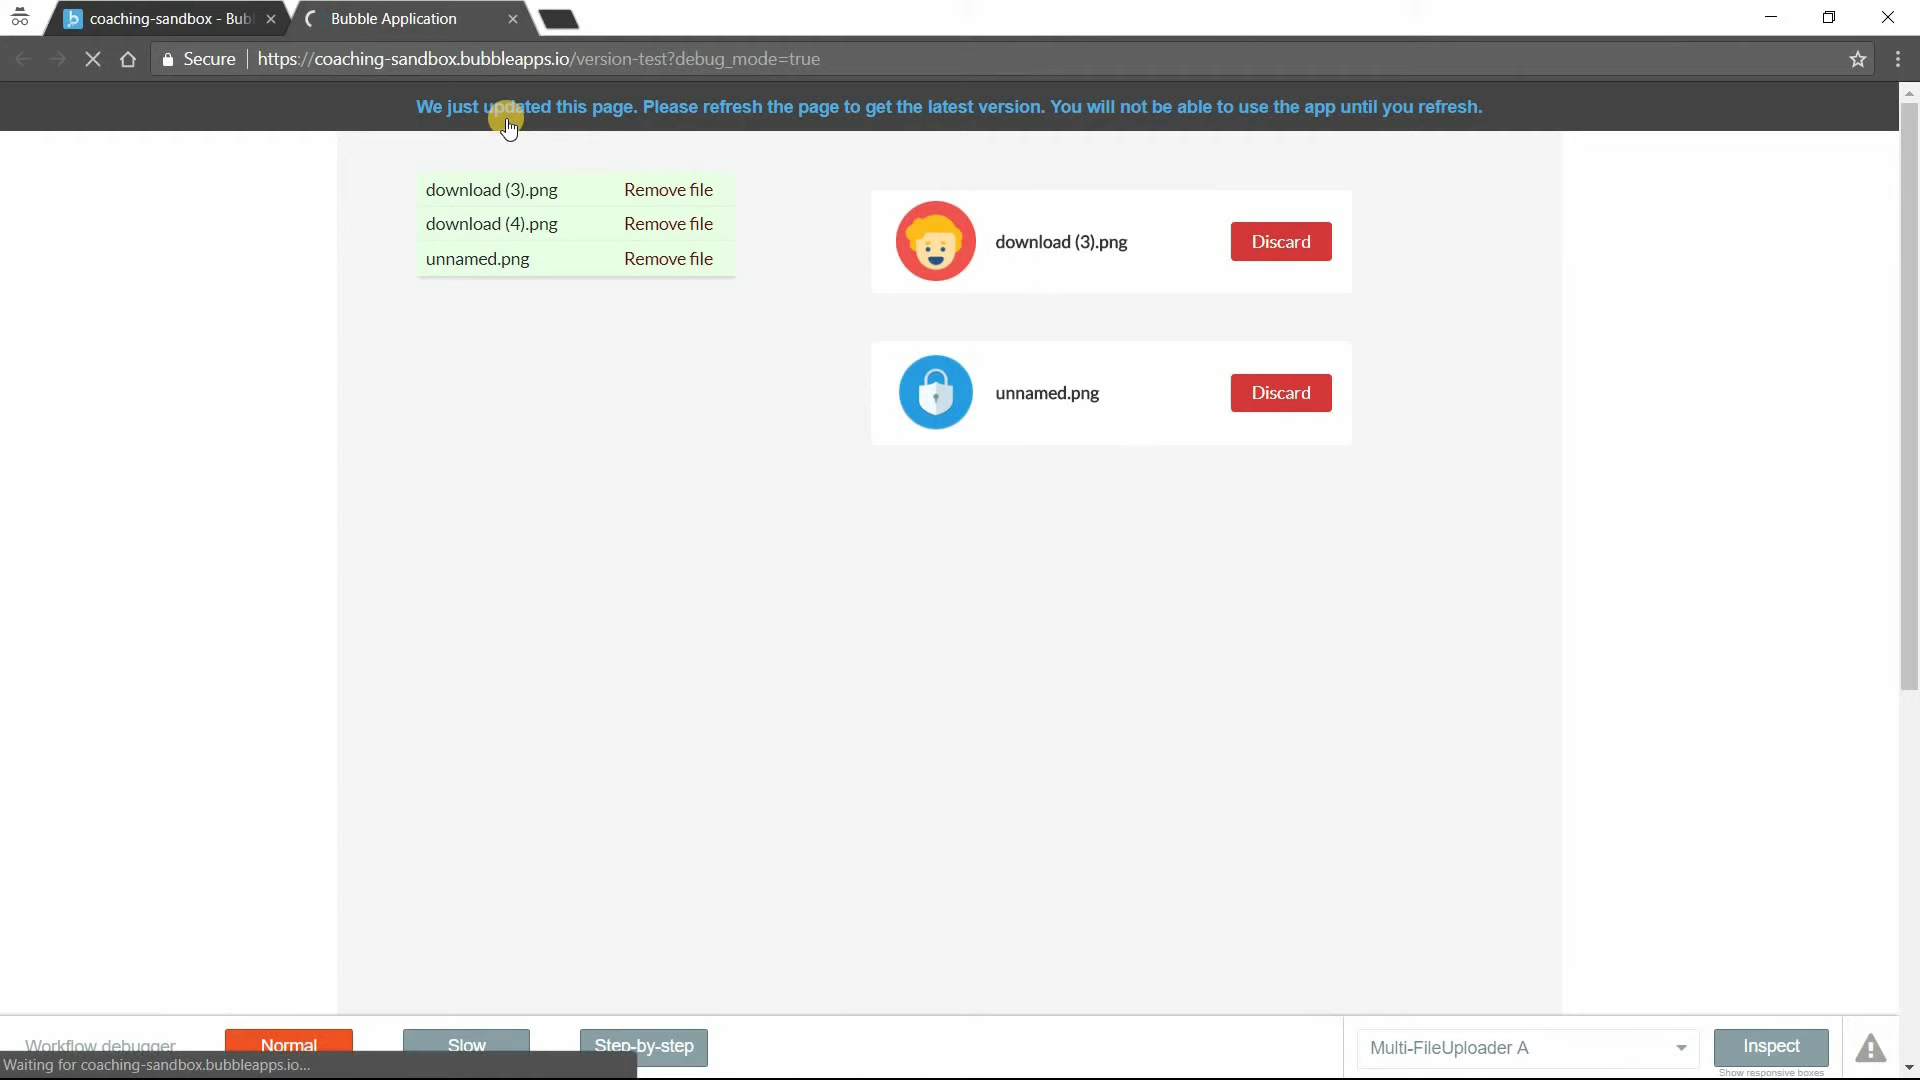 coaching-sandbox - Bub
Bubble Application
Secure
https://coaching-sandbox.bubbleapps.io/version-test?debug_mode=true
We just updated this page. Please refresh the page to get the latest version. You will not be able to use the app until you refresh.
download (3).png Remove file
download (4).png Remove file
unnamed.png Remove file
download (3).png Discard
unnamed.png Discard
Workflow debugger Normal Slow Step-by-step Multi-FileUploader A Inspect
Show responsive boxes
Waiting for coaching-sandbox.bubbleapps.io...